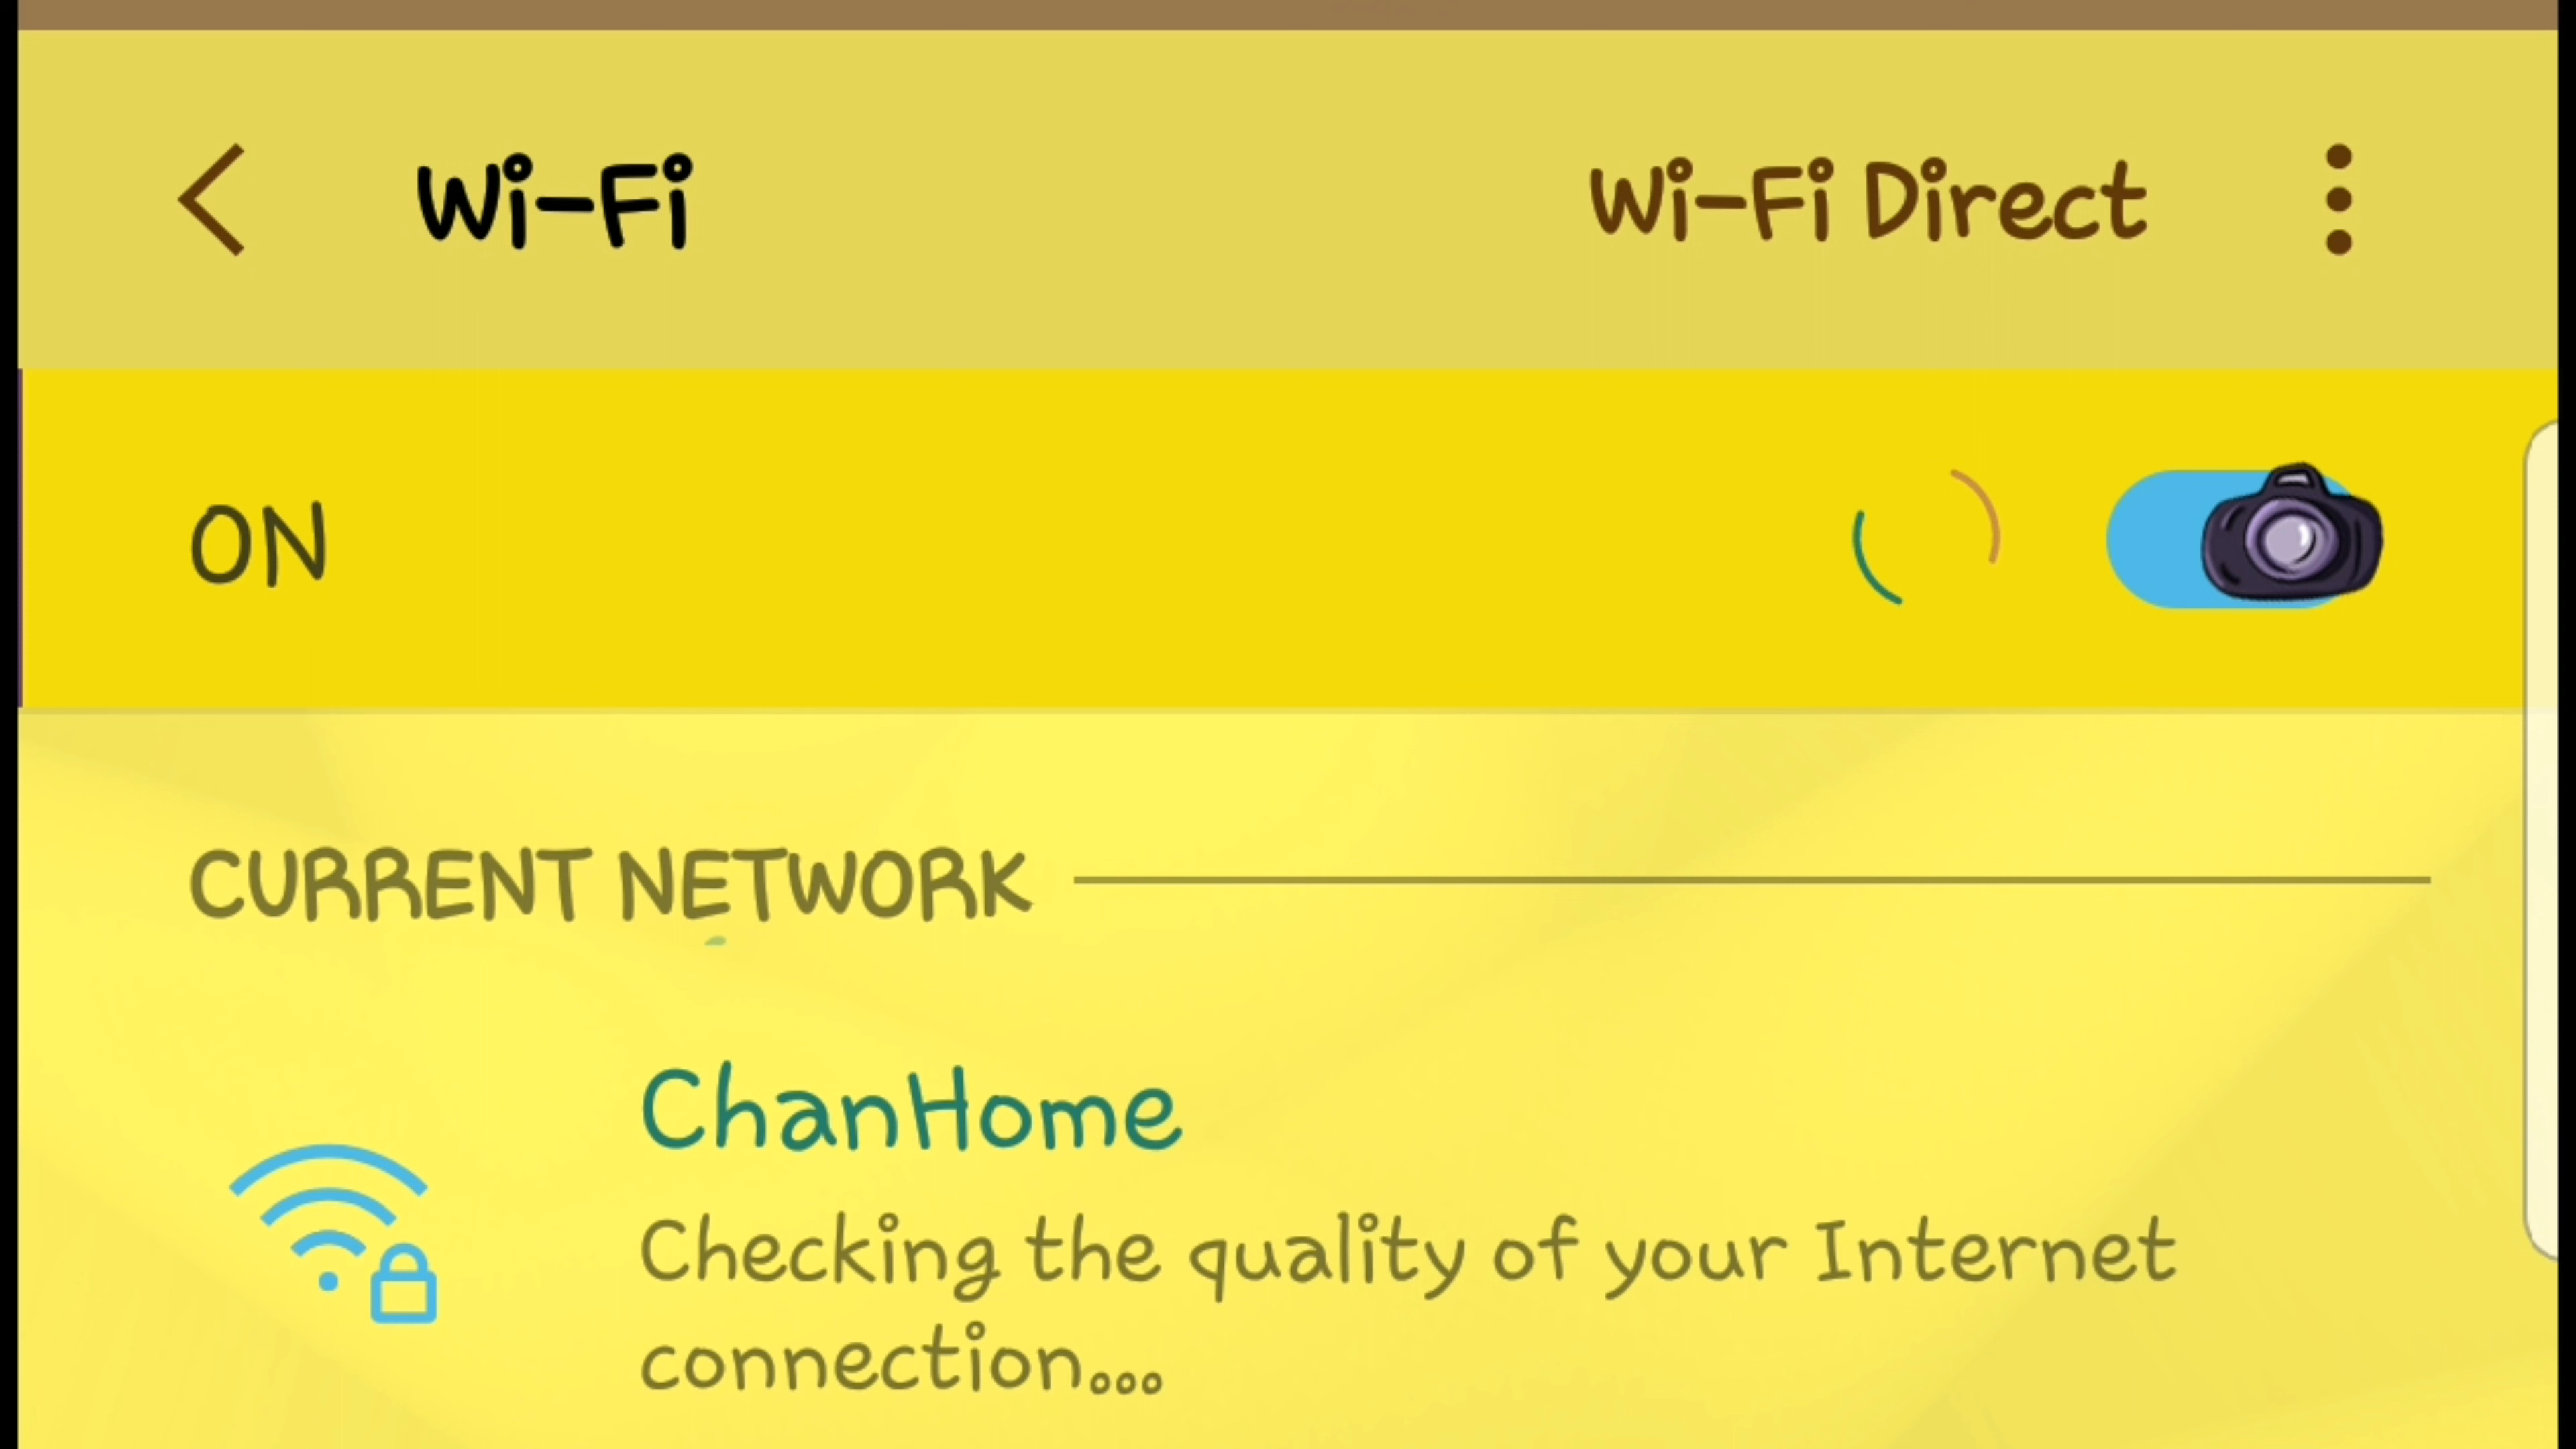 Wi-Fi
Wi-Fi Direct
ON
CURRENT NETWORK
ChanHome
Checking the quality of your Internet
connection...